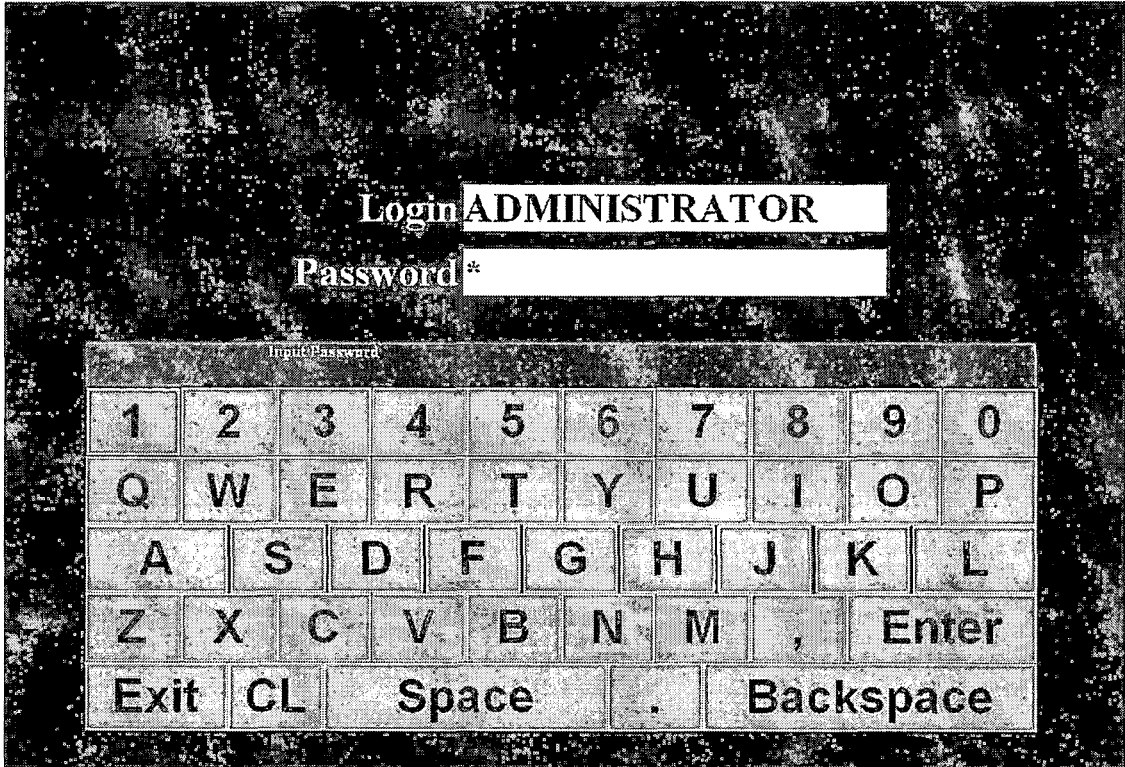 Login ADMINISTRATOR
Password *
Input Password
1 2 3 4 5 6 7 8 9 0
Q W E R T Y U I O P
A S D F G H J K L
Z X C V B N M , Enter
Exit CL Space . Backspace